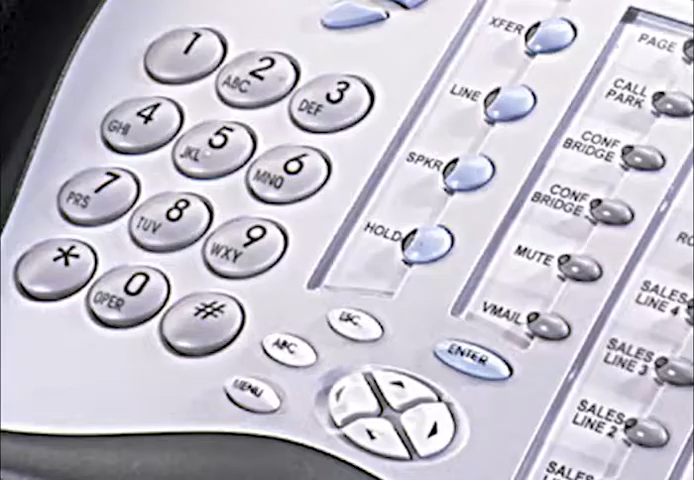 1
2
ABC
3
DEF
4
GHI
5
JKL
6
MNO
7
PRS
8
TUV
9
WXY
*
0
OPER
#
XFER
LINE
SPKR
HOLD
PAGE
CALL
PARK
CONF
BRIDGE
CONF
BRIDGE
MUTE
VMAIL
SALES
LINE 4
SALES
LINE 3
SALES
LINE 2
SALES
ESC
ABC
MENU
ENTER